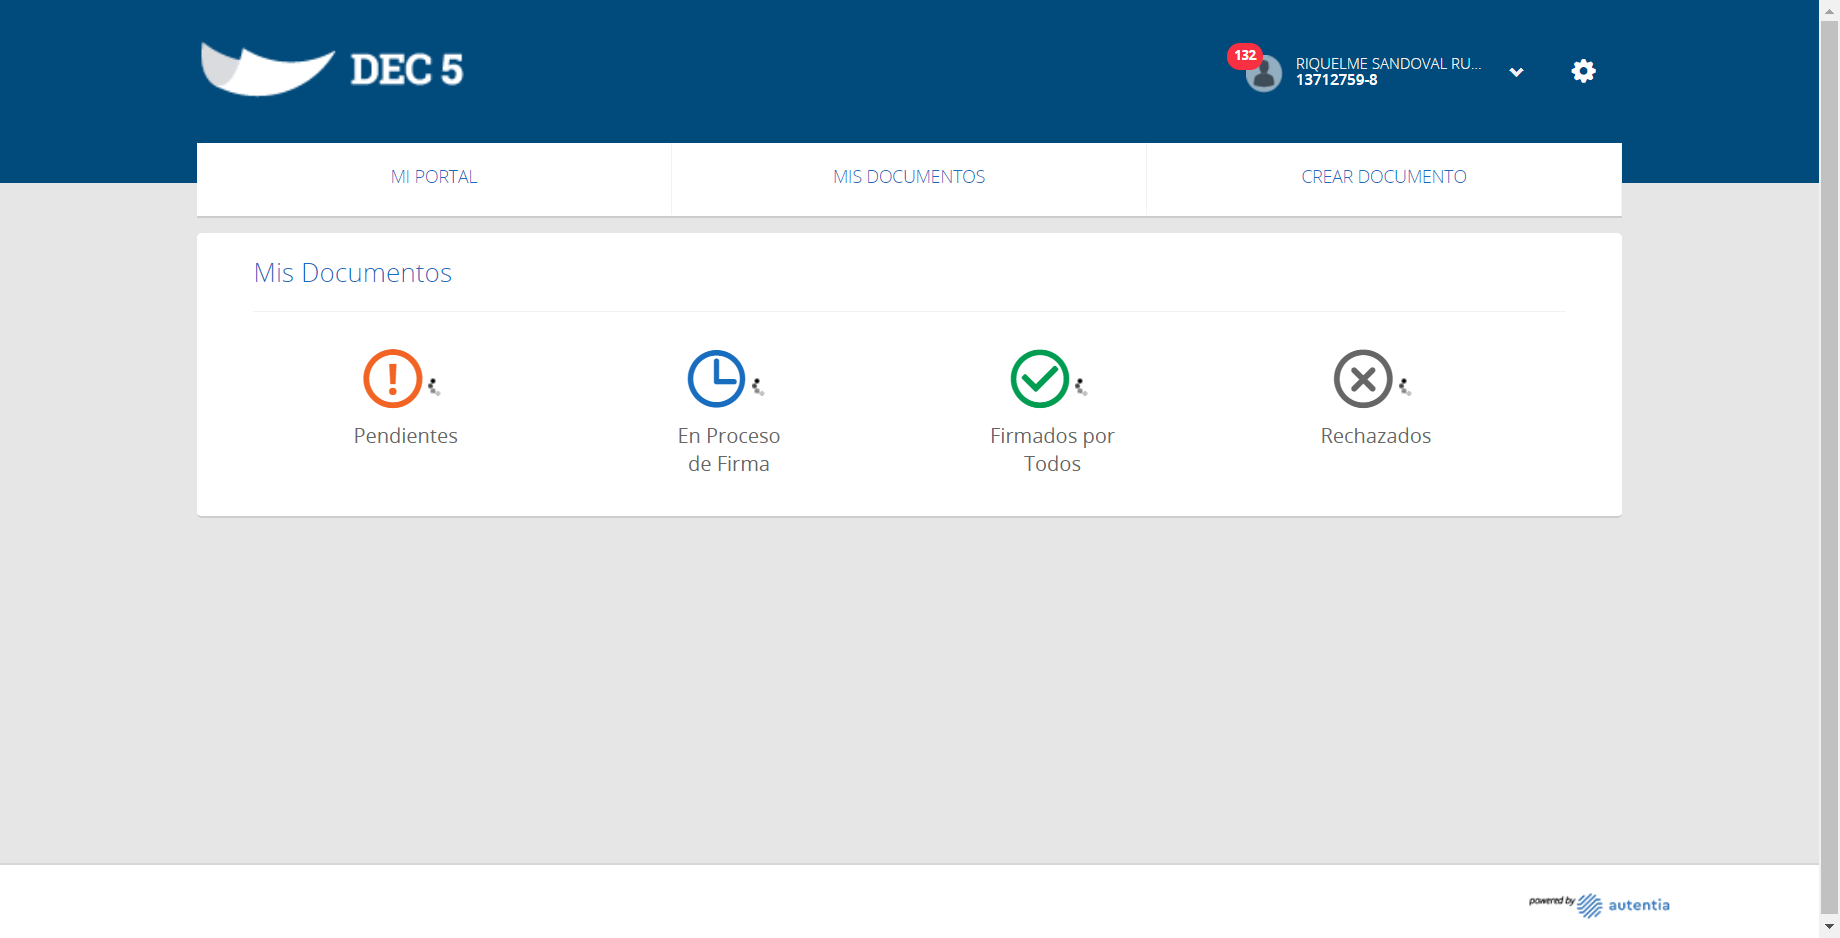 DEC 5
132
RIQUELME SANDOVAL RU...
13712759-8
MI PORTAL
MIS DOCUMENTOS
CREAR DOCUMENTO
Mis Documentos
Pendientes
En Proceso
de Firma
Firmados por
Todos
Rechazados
powered by autentia